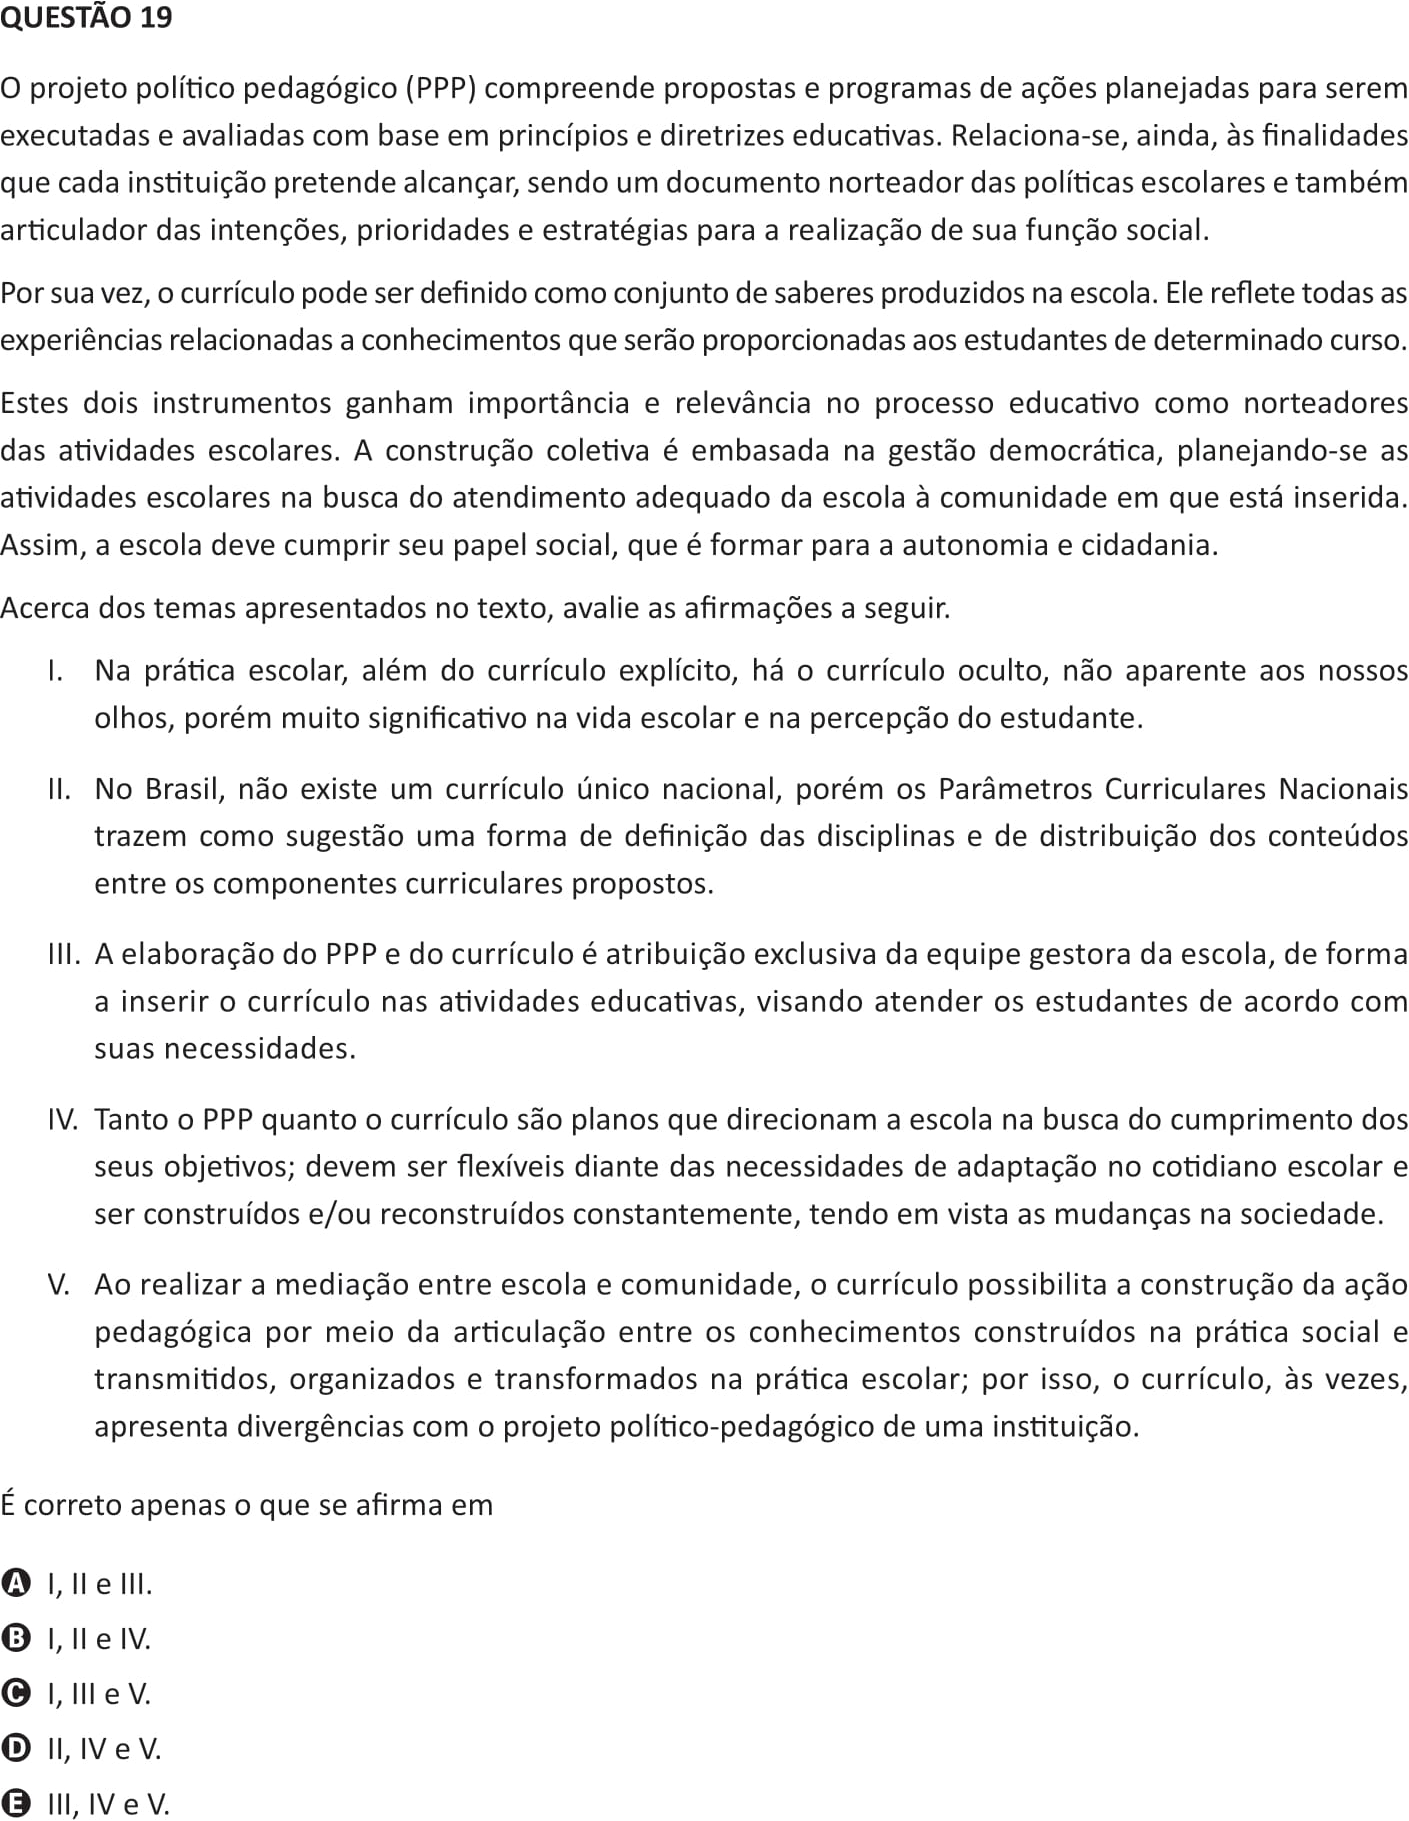 QUESTÃO 19
O projeto político pedagógico (PPP) compreende propostas e programas de ações planejadas para serem
executadas e avaliadas com base em princípios e diretrizes educativas. Relaciona-se, ainda, às finalidades
que cada instituição pretende alcançar, sendo um documento norteador das políticas escolares e também
articulador das intenções, prioridades e estratégias para a realização de sua função social.
Por sua vez, o currículo pode ser definido como conjunto de saberes produzidos na escola. Ele reflete todas as
experiências relacionadas a conhecimentos que serão proporcionadas aos estudantes de determinado curso.
Estes dois instrumentos ganham importância e relevância no processo educativo como norteadores
das atividades escolares. A construção coletiva é embasada na gestão democrática, planejando-se as
atividades escolares na busca do atendimento adequado da escola à comunidade em que está inserida.
Assim, a escola deve cumprir seu papel social, que é formar para a autonomia e cidadania.
Acerca dos temas apresentados no texto, avalie as afirmações a seguir.
I. Na prática escolar, além do currículo explícito, há o currículo oculto, não aparente aos nossos
olhos, porém muito significativo na vida escolar e na percepção do estudante.
II. No Brasil, não existe um currículo único nacional, porém os Parâmetros Curriculares Nacionais
trazem como sugestão uma forma de definição das disciplinas e de distribuição dos conteúdos
entre os componentes curriculares propostos.
III. A elaboração do PPP e do currículo é atribuição exclusiva da equipe gestora da escola, de forma
a inserir o currículo nas atividades educativas, visando atender os estudantes de acordo com
suas necessidades.
IV. Tanto o PPP quanto o currículo são planos que direcionam a escola na busca do cumprimento dos
seus objetivos; devem ser flexíveis diante das necessidades de adaptação no cotidiano escolar e
ser construídos e/ou reconstruídos constantemente, tendo em vista as mudanças na sociedade.
V. Ao realizar a mediação entre escola e comunidade, o currículo possibilita a construção da ação
pedagógica por meio da articulação entre os conhecimentos construídos na prática social e
transmitidos, organizados e transformados na prática escolar; por isso, o currículo, às vezes,
apresenta divergências com o projeto político-pedagógico de uma instituição.
É correto apenas o que se afirma em
A I, II e III.
B I, II e IV.
C I, III e V.
D II, IV e V.
E III, IV e V.